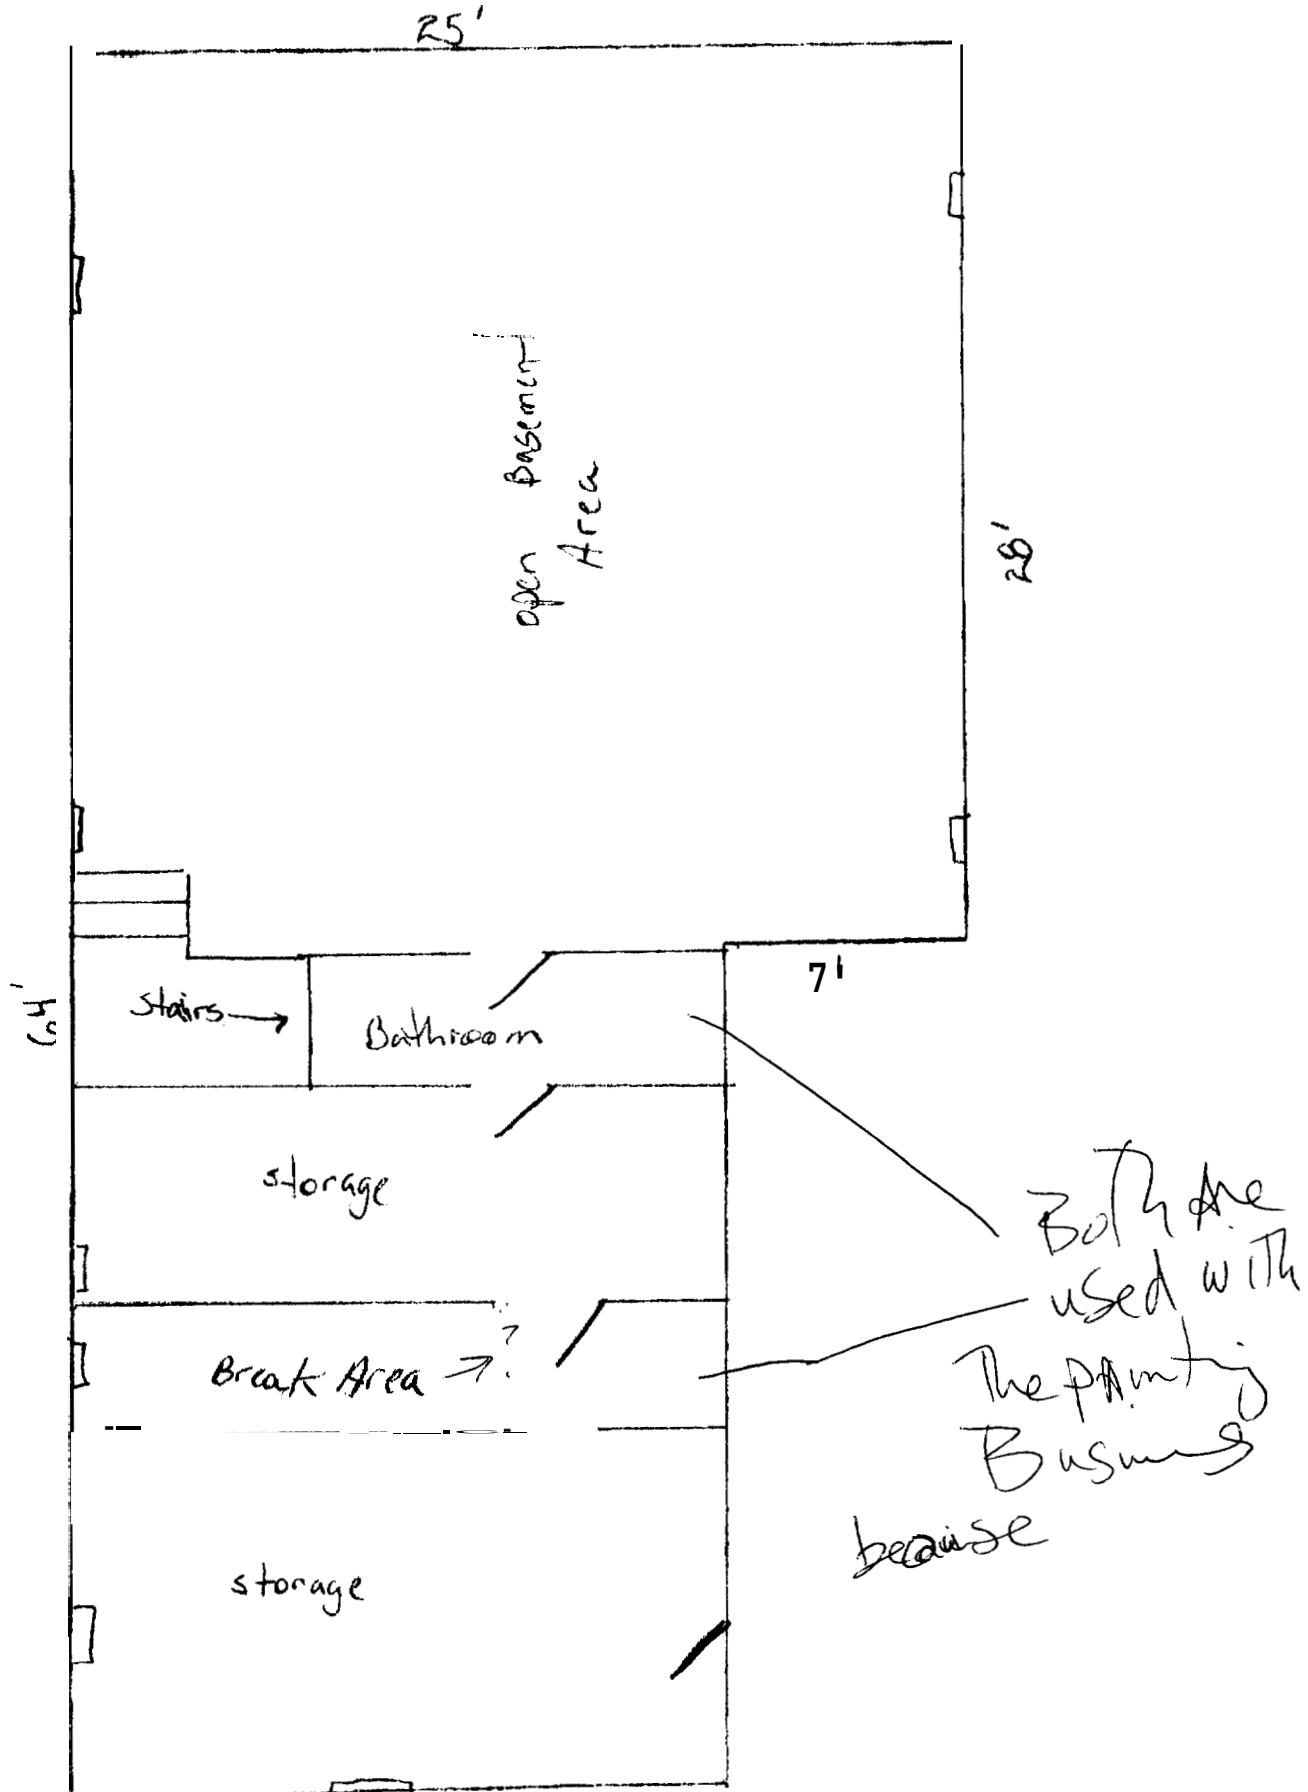 25'
open Basement
Area
28'
7'
Stairs
Bathroom
storage
Both Are
used with
The painting
Business
because
Break Area
?
storage